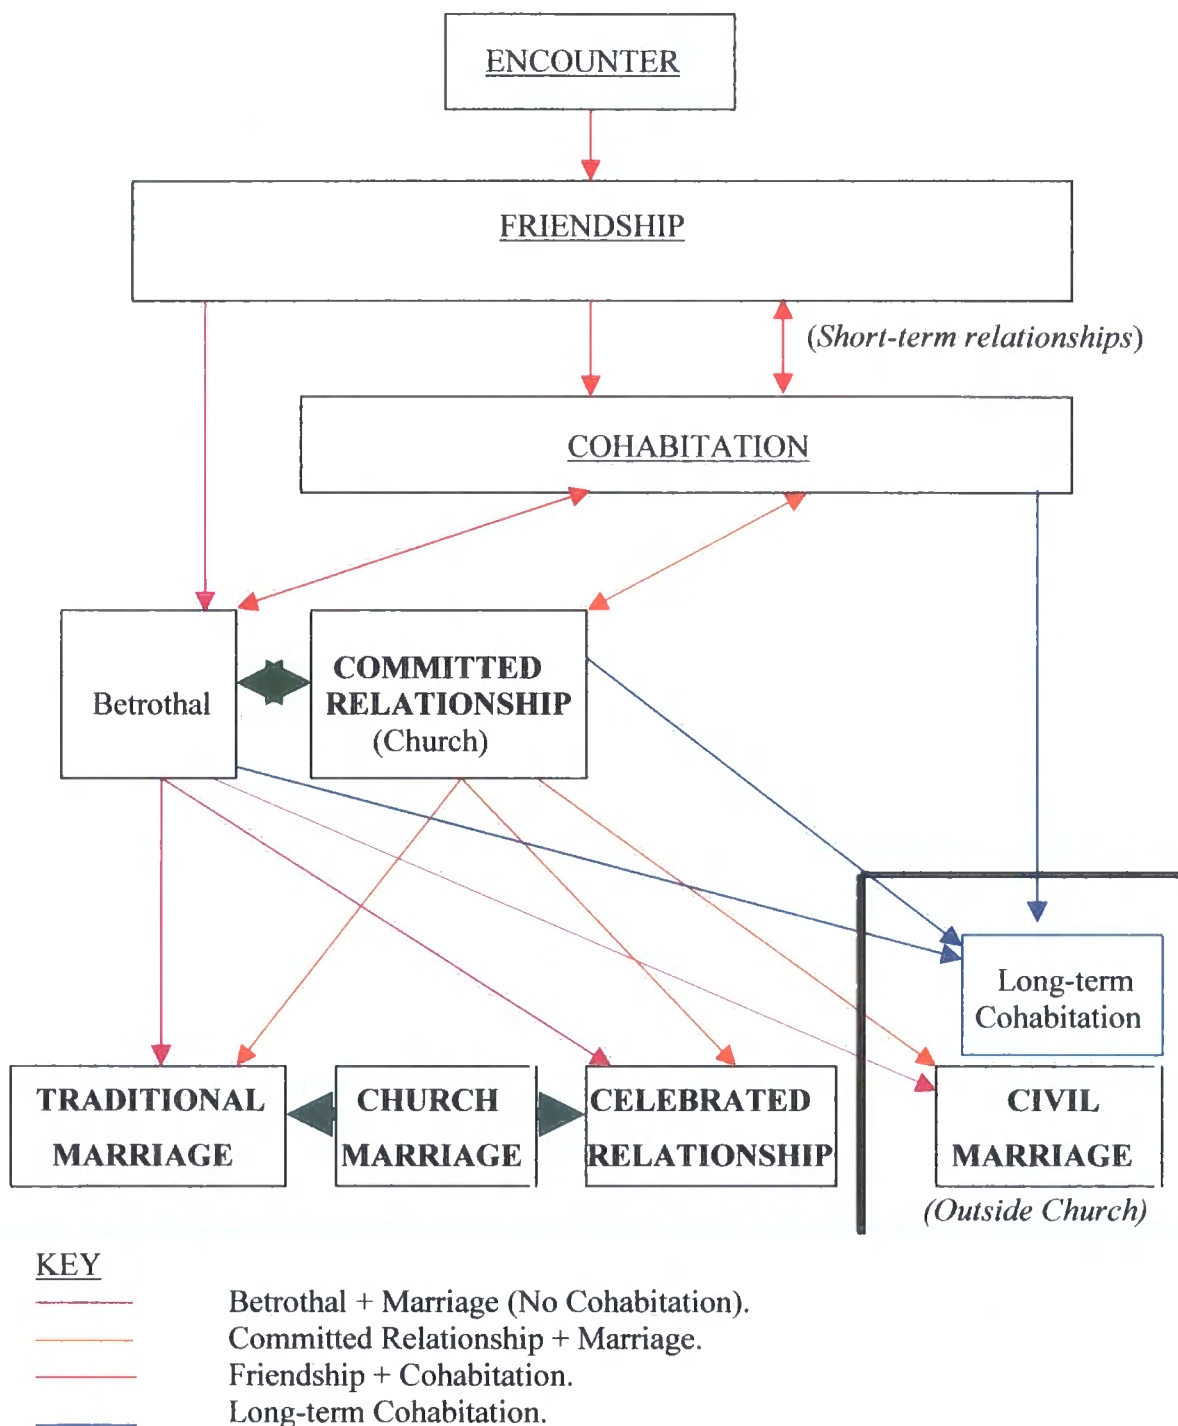 ENCOUNTER
FRIENDSHIP
(Short-term relationships)
COHABITATION
Betrothal
COMMITTED
RELATIONSHIP
(Church)
Long-term
Cohabitation
TRADITIONAL
MARRIAGE
CHURCH
MARRIAGE
CELEBRATED
RELATIONSHIP
CIVIL
MARRIAGE
(Outside Church)
KEY
Betrothal + Marriage (No Cohabitation).
Committed Relationship + Marriage.
Friendship + Cohabitation.
Long-term Cohabitation.